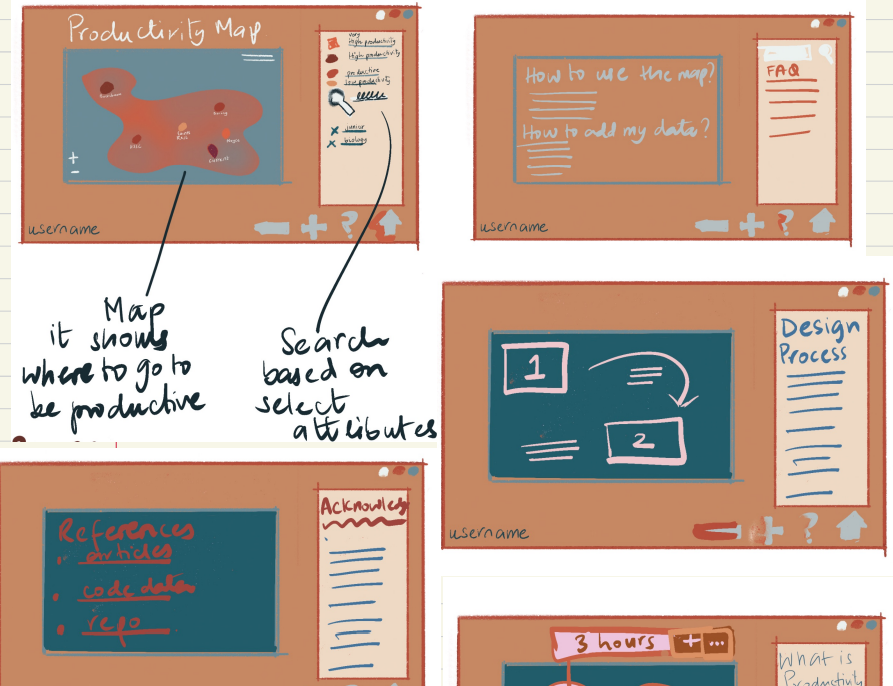 Productivity Map
very
high productivity
High productivity
productive
low productivity
junior
biology
+
-
username
Map
it shows
where to go to
be productive
Search
based on
select
attributes
How to use the map?
How to add my data?
FAQ
username
+ ?
1
2
Design
Process
username
+ ?
References
articles
code data
repo
3 hours + ...
What is